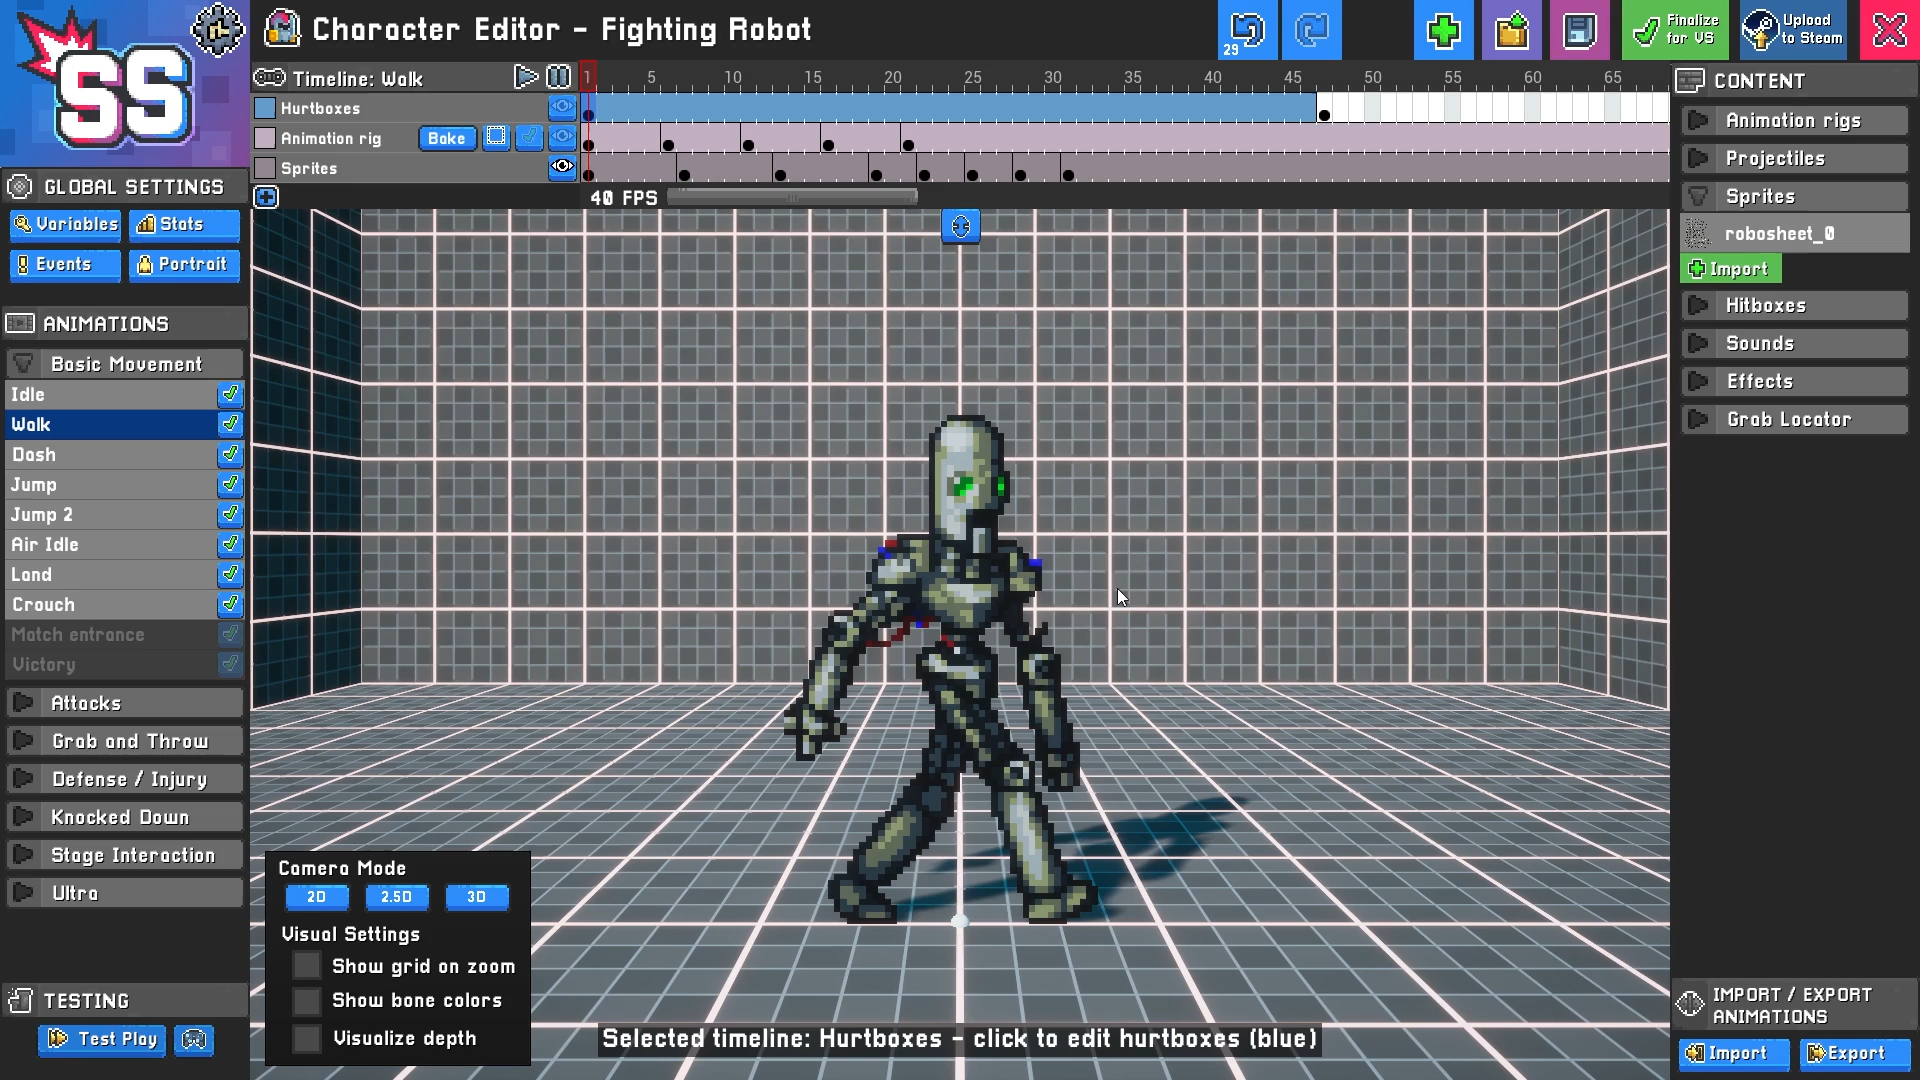 SS
Character Editor - Fighting Robot
29
Finalize
for VS
Upload
to Steam
Timeline: Walk
1 5 10 15 20 25 30 35 40 45 50 55 60 65
Hurtboxes
Animation rig Bake
Sprites
40 FPS
GLOBAL SETTINGS
Variables Stats
Events Portrait
ANIMATIONS
Basic Movement
Idle
Walk
Dash
Jump
Jump 2
Air Idle
Land
Crouch
Match entrance
Victory
Attacks
Grab and Throw
Defense / Injury
Knocked Down
Stage Interaction
Ultra
TESTING
Test Play
Camera Mode
2D 2.5D 3D
Visual Settings
Show grid on zoom
Show bone colors
Visualize depth
Selected timeline: Hurtboxes - click to edit hurtboxes (blue)
CONTENT
Animation rigs
Projectiles
Sprites
robosheet_0
Import
Hitboxes
Sounds
Effects
Grab Locator
IMPORT / EXPORT
ANIMATIONS
Import Export